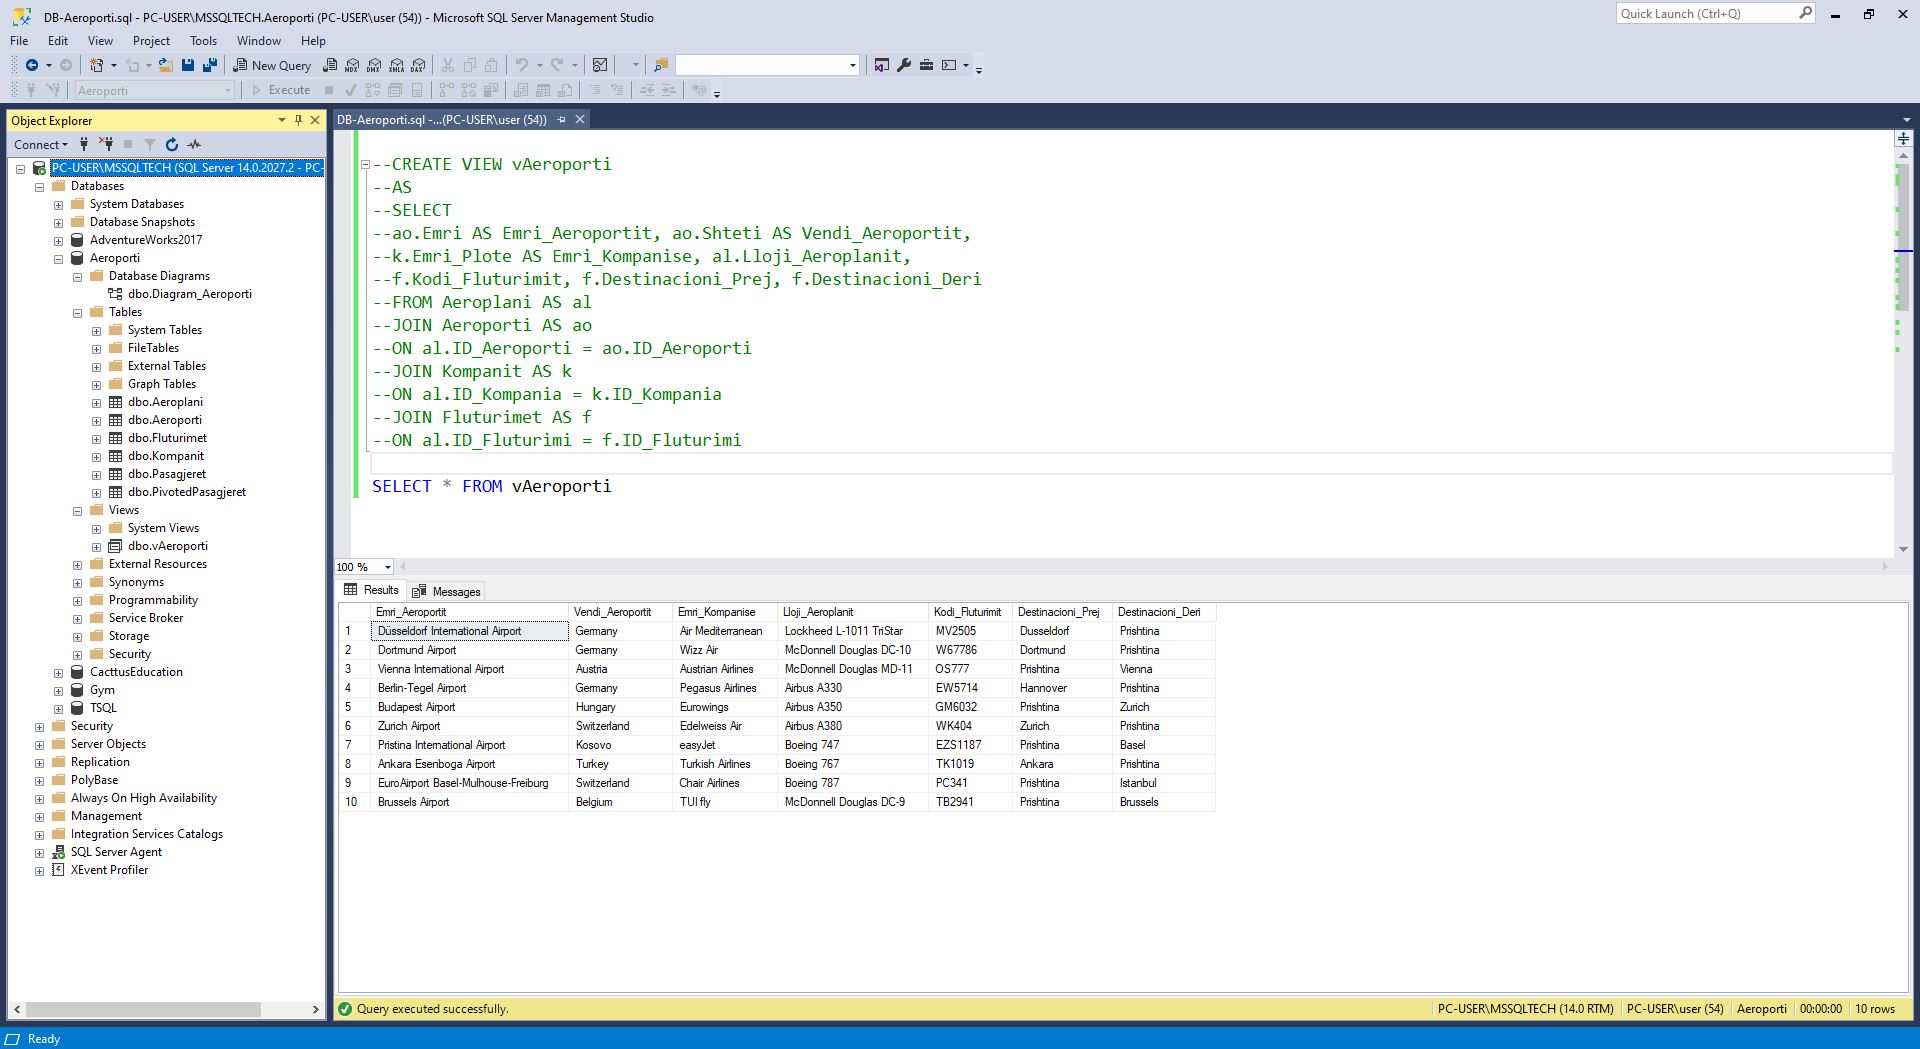 DB-Aeroporti.sql - PC-USER\MSSQLTECH.Aeroporti (PC-USER\user (54)) - Microsoft SQL Server Management Studio
Quick Launch (Ctrl+Q)
File Edit View Project Tools Window Help
New Query MDX DMX XMLA DAX
Aeroporti Execute
Object Explorer
Connect
PC-USER\MSSQLTECH (SQL Server 14.0.2027.2 - PC-
Databases
System Databases
Database Snapshots
AdventureWorks2017
Aeroporti
Database Diagrams
dbo.Diagram_Aeroporti
Tables
System Tables
FileTables
External Tables
Graph Tables
dbo.Aeroplani
dbo.Aeroporti
dbo.Fluturimet
dbo.Kompanit
dbo.Pasagjeret
dbo.PivotedPasagjeret
Views
System Views
dbo.vAeroporti
External Resources
Synonyms
Programmability
Service Broker
Storage
Security
CacttusEducation
Gym
TSQL
Security
Server Objects
Replication
PolyBase
Always On High Availability
Management
Integration Services Catalogs
SQL Server Agent
XEvent Profiler
DB-Aeroporti.sql -...(PC-USER\user (54))
--CREATE VIEW vAeroporti
--AS
--SELECT
--ao.Emri AS Emri_Aeroportit, ao.Shteti AS Vendi_Aeroportit,
--k.Emri_Plote AS Emri_Kompanise, al.Lloji_Aeroplanit,
--f.Kodi_Fluturimit, f.Destinacioni_Prej, f.Destinacioni_Deri
--FROM Aeroplani AS al
--JOIN Aeroporti AS ao
--ON al.ID_Aeroporti = ao.ID_Aeroporti
--JOIN Kompanit AS k
--ON al.ID_Kompania = k.ID_Kompania
--JOIN Fluturimet AS f
--ON al.ID_Fluturimi = f.ID_Fluturimi
SELECT * FROM vAeroporti
100 %
Results Messages
Emri_Aeroportit Vendi_Aeroportit Emri_Kompanise Lloji_Aeroplanit Kodi_Fluturimit Destinacioni_Prej Destinacioni_Deri
1 Düsseldorf International Airport Germany Air Mediterranean Lockheed L-1011 TriStar MV2505 Dusseldorf Prishtina
2 Dortmund Airport Germany Wizz Air McDonnell Douglas DC-10 W67786 Dortmund Prishtina
3 Vienna International Airport Austria Austrian Airlines McDonnell Douglas MD-11 OS777 Prishtina Vienna
4 Berlin-Tegel Airport Germany Pegasus Airlines Airbus A330 EW5714 Hannover Prishtina
5 Budapest Airport Hungary Eurowings Airbus A350 GM6032 Prishtina Zurich
6 Zurich Airport Switzerland Edelweiss Air Airbus A380 WK404 Zurich Prishtina
7 Pristina International Airport Kosovo easyJet Boeing 747 EZS1187 Prishtina Basel
8 Ankara Esenboga Airport Turkey Turkish Airlines Boeing 767 TK1019 Ankara Prishtina
9 EuroAirport Basel-Mulhouse-Freiburg Switzerland Chair Airlines Boeing 787 PC341 Prishtina Istanbul
10 Brussels Airport Belgium TUI fly McDonnell Douglas DC-9 TB2941 Prishtina Brussels
Query executed successfully. PC-USER\MSSQLTECH (14.0 RTM) PC-USER\user (54) Aeroporti 00:00:00 10 rows
Ready